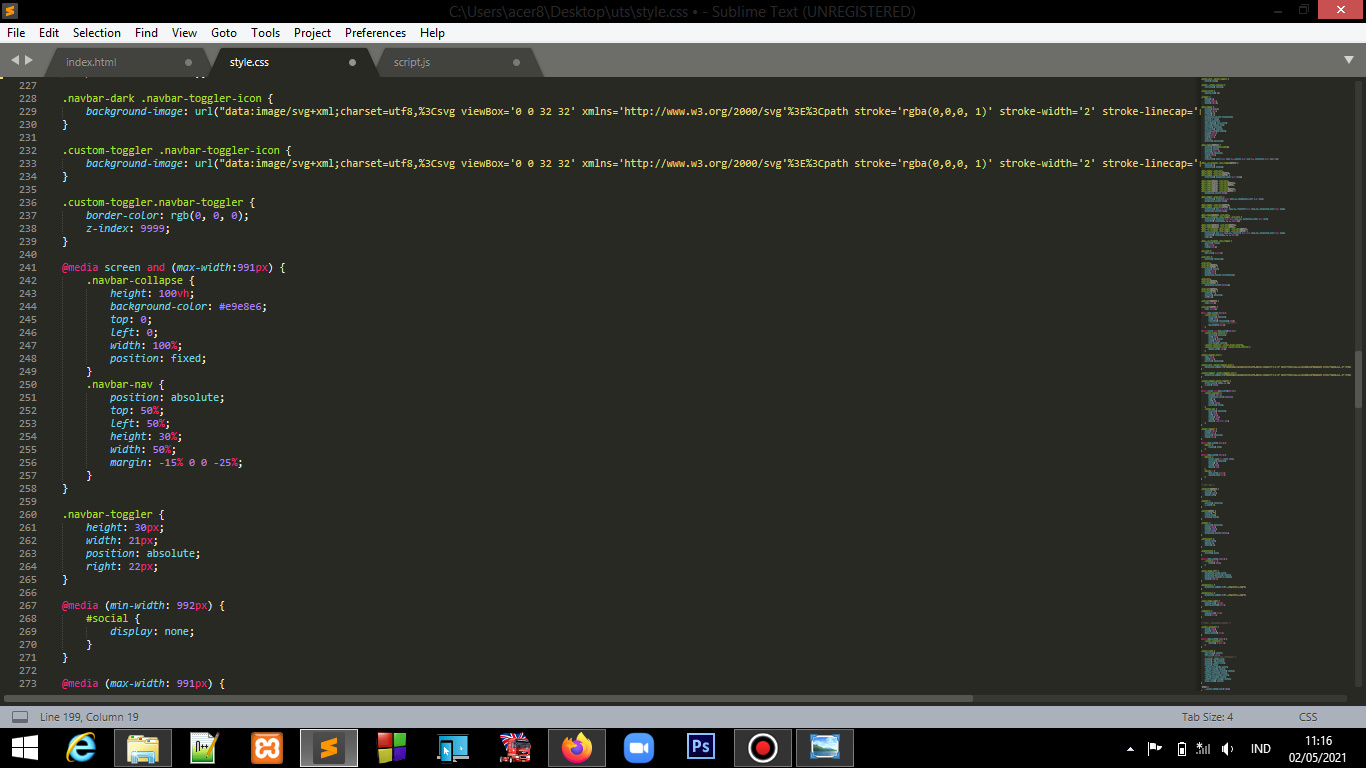 C:\Users\acer8\Desktop\uts\style.css • - Sublime Text (UNREGISTERED)
File Edit Selection Find View Goto Tools Project Preferences Help
index.html style.css script.js
227
228 .navbar-dark .navbar-toggler-icon {
229 background-image: url("data:image/svg+xml;charset=utf8,%3Csvg viewBox='0 0 32 32' xmlns='http://www.w3.org/2000/svg'%3E%3Cpath stroke='rgba(0,0,0, 1)' stroke-width='2' stroke-linecap='
230 }
231
232 .custom-toggler .navbar-toggler-icon {
233 background-image: url("data:image/svg+xml;charset=utf8,%3Csvg viewBox='0 0 32 32' xmlns='http://www.w3.org/2000/svg'%3E%3Cpath stroke='rgba(0,0,0, 1)' stroke-width='2' stroke-linecap='
234 }
235
236 .custom-toggler.navbar-toggler {
237 border-color: rgb(0, 0, 0);
238 z-index: 9999;
239 }
240
241 @media screen and (max-width:991px) {
242 .navbar-collapse {
243 height: 100vh;
244 background-color: #e9e8e6;
245 top: 0;
246 left: 0;
247 width: 100%;
248 position: fixed;
249 }
250 .navbar-nav {
251 position: absolute;
252 top: 50%;
253 left: 50%;
254 height: 30%;
255 width: 50%;
256 margin: -15% 0 0 -25%;
257 }
258 }
259
260 .navbar-toggler {
261 height: 30px;
262 width: 21px;
263 position: absolute;
264 right: 22px;
265 }
266
267 @media (min-width: 992px) {
268 #social {
269 display: none;
270 }
271 }
272
273 @media (max-width: 991px) {
Line 199, Column 19 Tab Size: 4 CSS
Ps
IND
11:16
02/05/2021